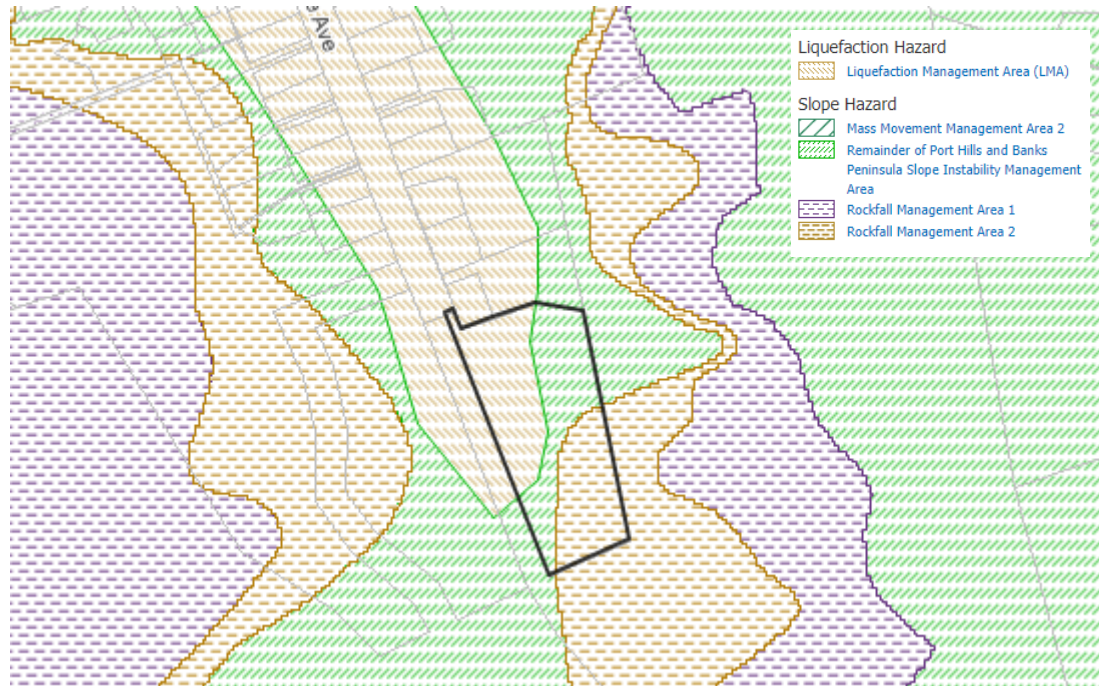 Ave
Liquefaction Hazard
Liquefaction Management Area (LMA)
Slope Hazard
Mass Movement Management Area 2
Remainder of Port Hills and Banks
Peninsula Slope Instability Management
Area
Rockfall Management Area 1
Rockfall Management Area 2